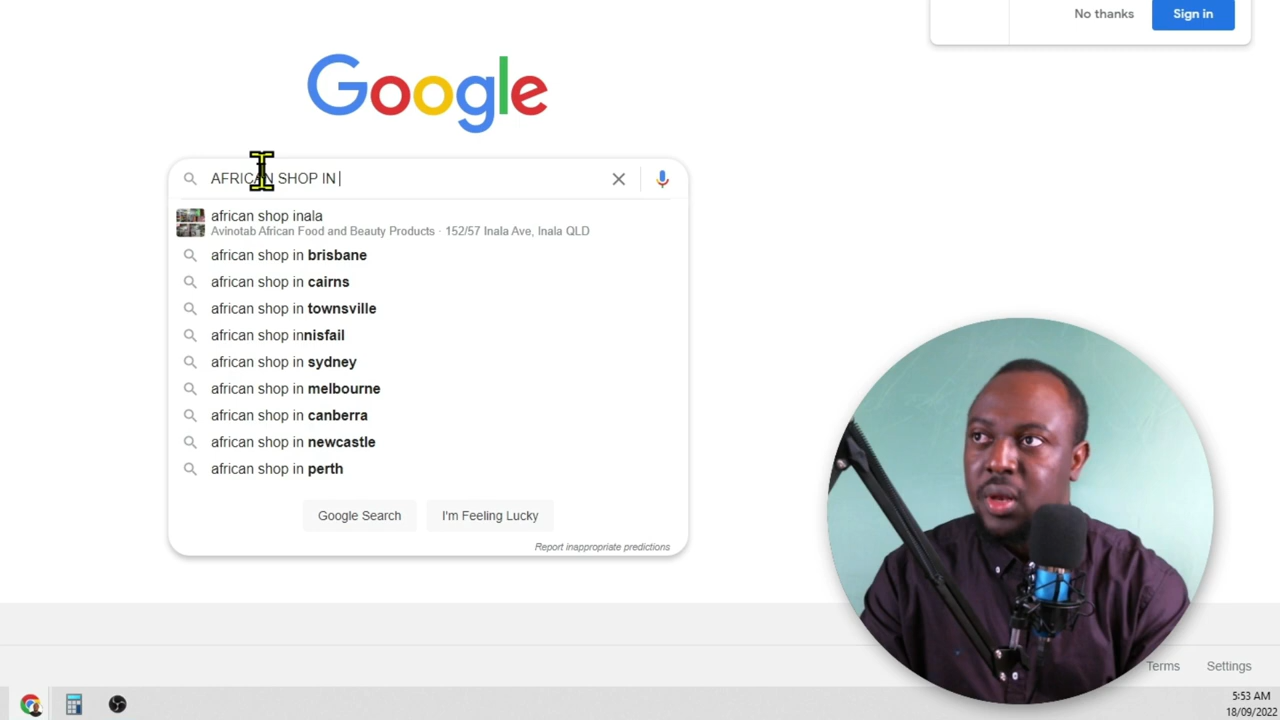 No thanks
Sign in
Google
AFRICAN SHOP IN
african shop inala
Avinotab African Food and Beauty Products · 152/57 Inala Ave, Inala QLD
african shop in brisbane
african shop in cairns
african shop in townsville
african shop innisfail
african shop in sydney
african shop in melbourne
african shop in canberra
african shop in newcastle
african shop in perth
Google Search
I'm Feeling Lucky
Report inappropriate predictions
Terms
Settings
5:53 AM
18/09/2022